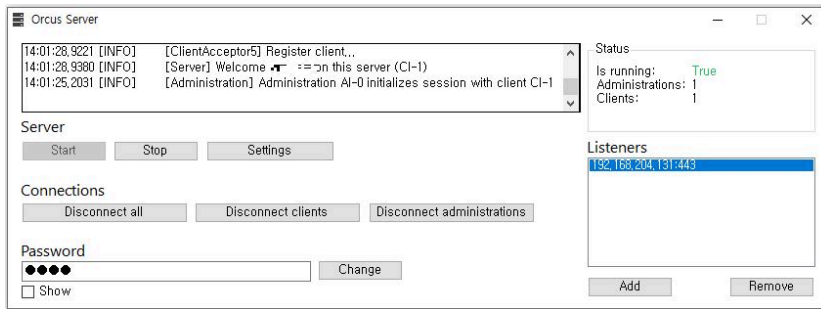 Orcus Server
14:01:28,9221 [INFO] [ClientAcceptor5] Register client,,,
14:01:28,9380 [INFO] [Server] Welcome on this server (CI-1)
14:01:25,2031 [INFO] [Administration] Administration AI-0 initializes session with client CI-1
Status
Is running: True
Administrations: 1
Clients: 1
Server
Start Stop Settings
Listeners
192,168,204,131:443
Connections
Disconnect all Disconnect clients Disconnect administrations
Password
●●●● Change
Show
Add Remove